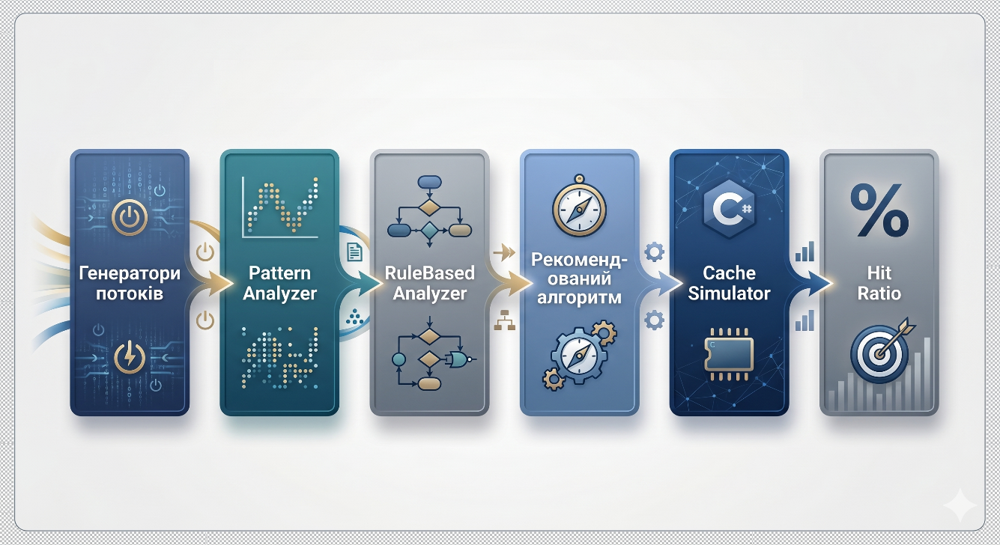 Генератори
потоків
Pattern
Analyzer
RuleBased
Analyzer
Рекоменд-
ований
алгоритм
C#
Cache
Simulator
C
%
Hit
Ratio